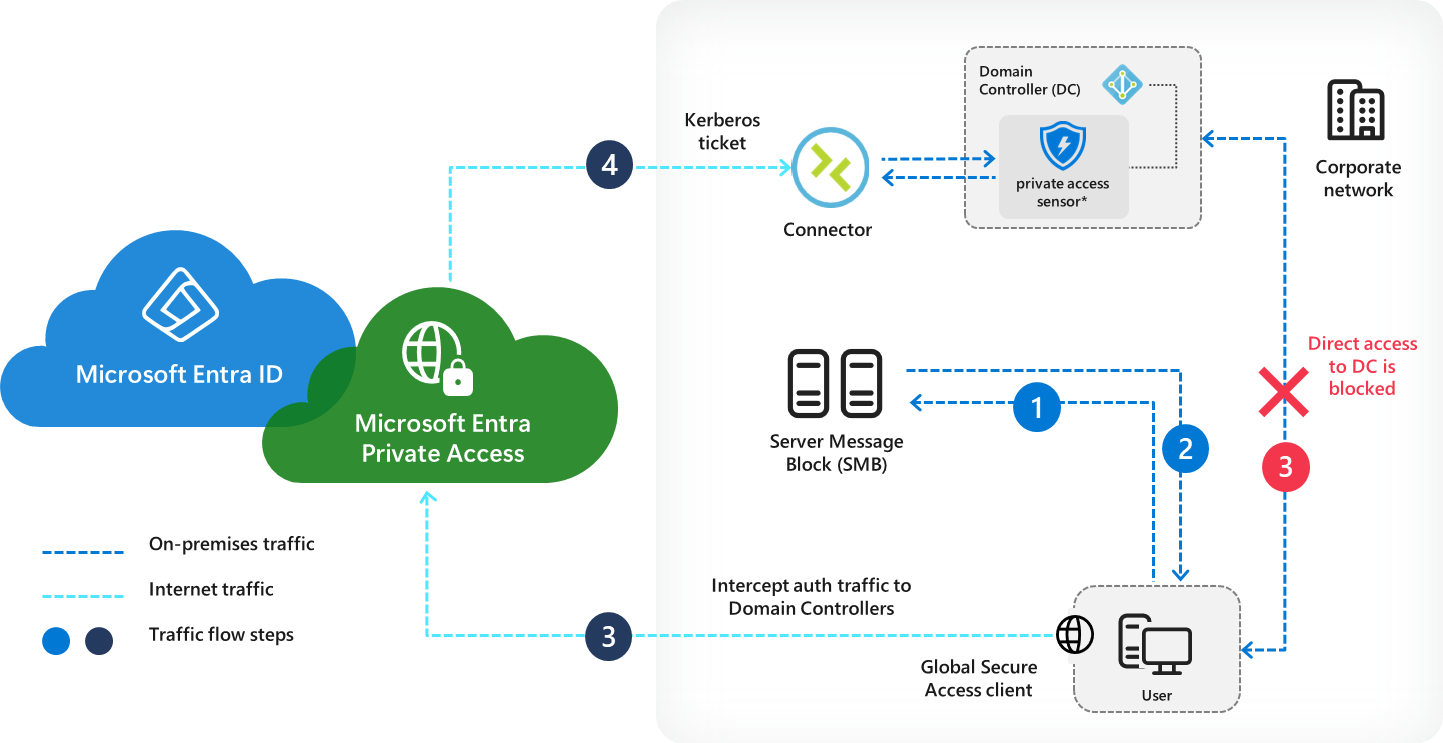 Domain
Controller (DC)
private access
sensor*
Corporate
network
Kerberos
ticket
4
Connector
Microsoft Entra ID
Microsoft Entra
Private Access
Direct access
to DC is
blocked
Server Message
Block (SMB)
1
2
3
On-premises traffic
Internet traffic
Traffic flow steps
Intercept auth traffic to
Domain Controllers
3
Global Secure
Access client
User